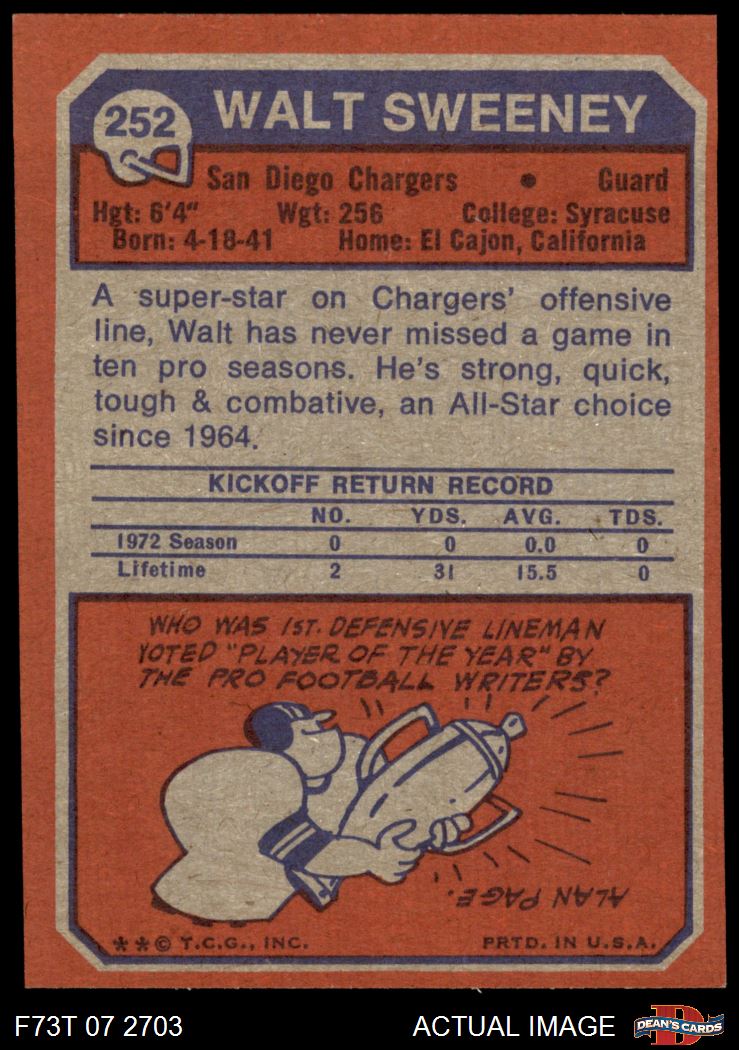 252
WALT SWEENEY
San Diego Chargers • Guard
Hgt: 6'4" Wgt: 256 College: Syracuse
Born: 4-18-41 Home: El Cajon, California
A super-star on Chargers' offensive
line, Walt has never missed a game in
ten pro seasons. He's strong, quick,
tough & combative, an All-Star choice
since 1964.
KICKOFF RETURN RECORD
NO. YDS. AVG. TDS.
1972 Season 0 0 0.0 0
Lifetime 2 31 15.5 0
WHO WAS 1ST. DEFENSIVE LINEMAN
VOTED "PLAYER OF THE YEAR" BY
THE PRO FOOTBALL WRITERS?
ALAN PAGE.
**© T.C.G., INC. PRTD. IN U.S.A.
F73T 07 2703 ACTUAL IMAGE
D
DEAN'S CARDS